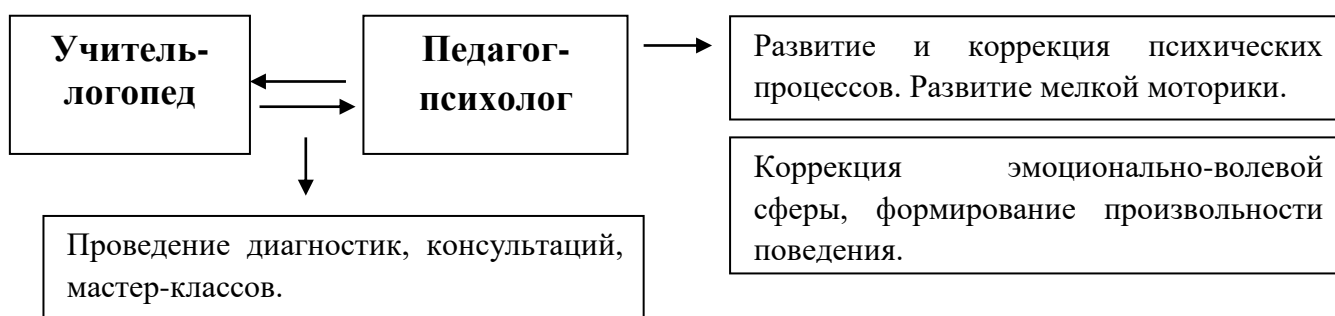 Учитель-
логопед
Педагог-
психолог
Развитие и коррекция психических
процессов. Развитие мелкой моторики.
Коррекция эмоционально-волевой
сферы, формирование произвольности
поведения.
Проведение диагностик, консультаций,
мастер-классов.